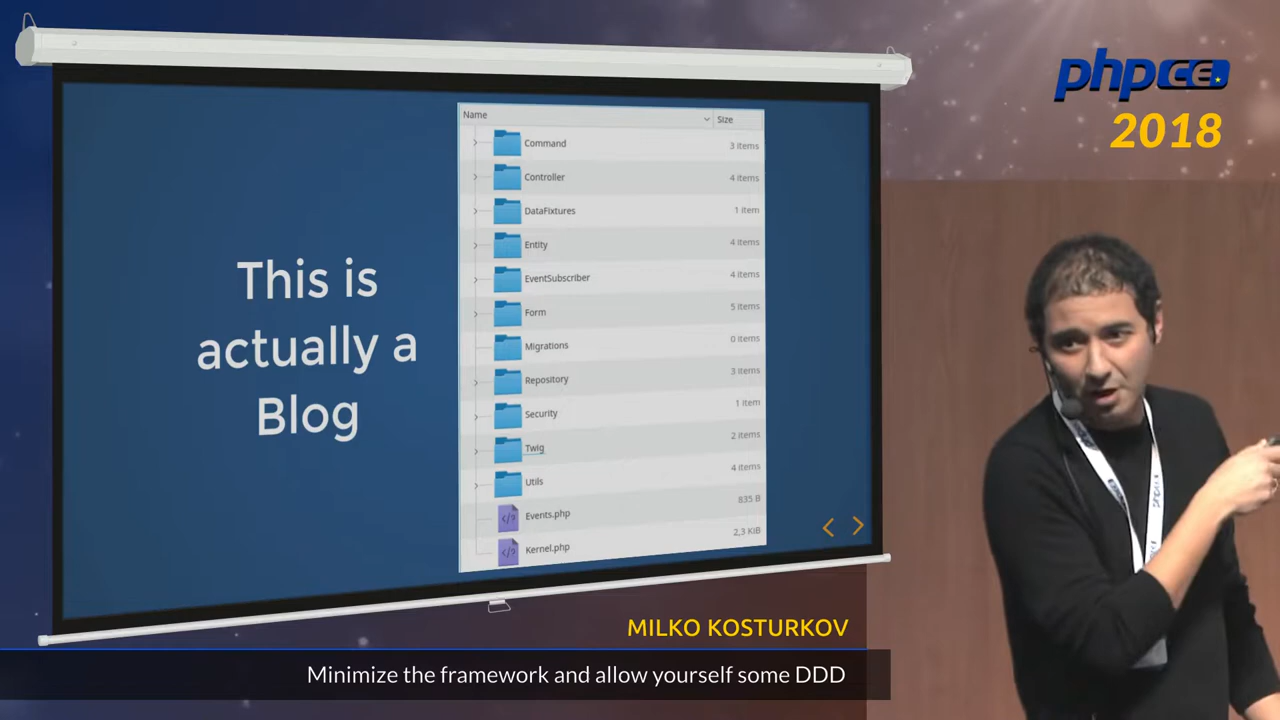 phpCE
2018
This is
actually a
Blog
Name Size
Command 3 items
Controller 4 items
DataFixtures 1 item
Entity 4 items
EventSubscriber 4 items
Form 5 items
Migrations 0 items
Repository 3 items
Security 1 item
Twig 2 items
Utils 4 items
Events.php 835 B
Kernel.php 2,3 KiB
MILKO KOSTURKOV
Minimize the framework and allow yourself some DDD